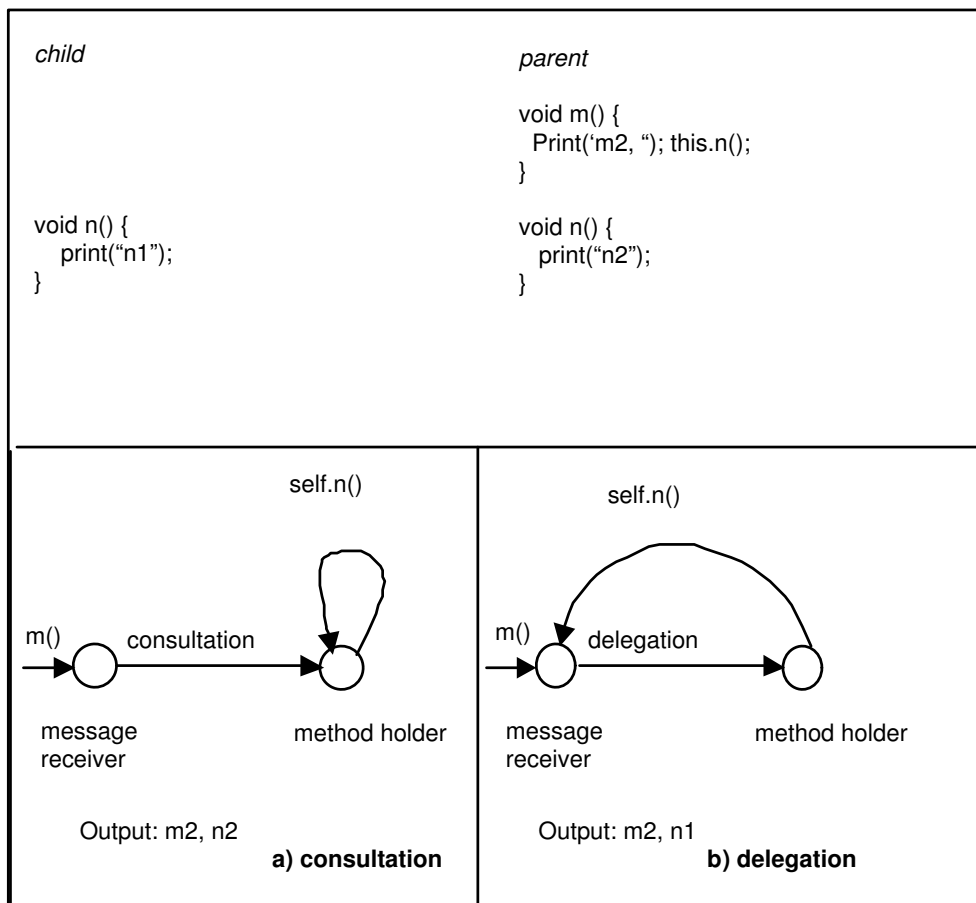 child
void n() {
print(“n1”);
}
parent
void m() {
Print(‘m2, “); this.n();
}
void n() {
print(“n2”);
}
self.n()
m()
consultation
message
receiver
method holder
Output: m2, n2
a) consultation
self.n()
m()
delegation
message
receiver
method holder
Output: m2, n1
b) delegation